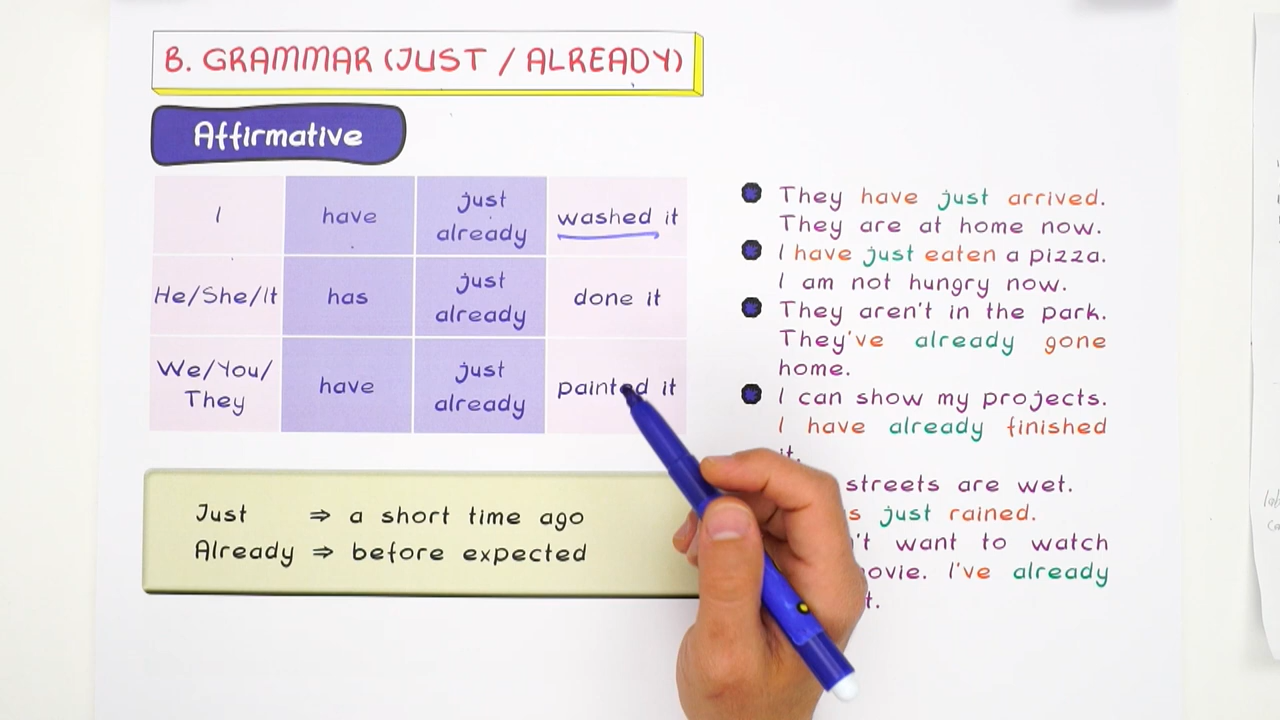 B. GRAMMAR (JUST / ALREADY)
Affirmative
I have just already washed it
He/She/It has just already done it
We/You/They have just already painted it
Just ⇒ a short time ago
Already ⇒ before expected
They have just arrived.
They are at home now.
I have just eaten a pizza.
I am not hungry now.
They aren't in the park.
They've already gone
home.
I can show my projects.
I have already finished
it.
streets are wet.
just rained.
want to watch
I've already